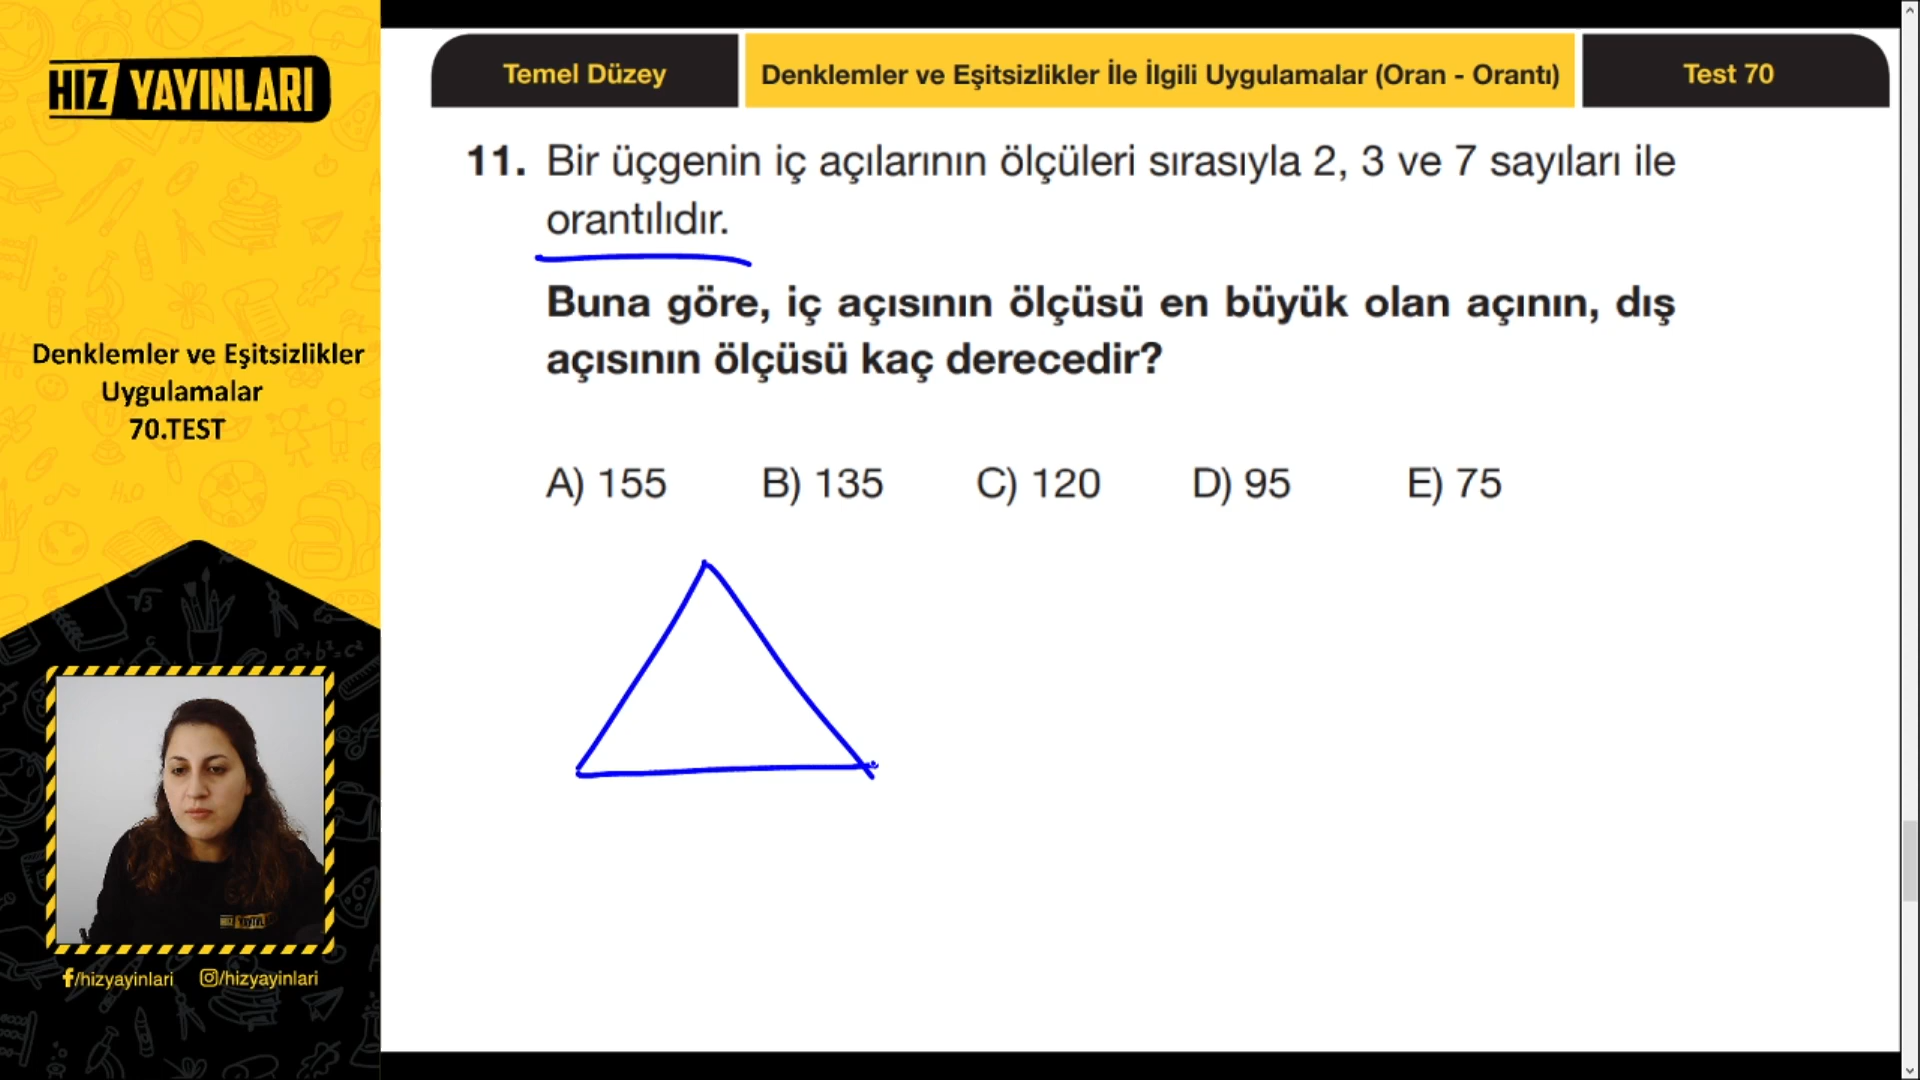 HIZ YAYINLARI
Denklemler ve Eşitsizlikler
Uygulamalar
70.TEST
f/hizyayinlari /hizyayinlari
Temel Düzey
Denklemler ve Eşitsizlikler İle İlgili Uygulamalar (Oran - Orantı)
Test 70
11. Bir üçgenin iç açılarının ölçüleri sırasıyla 2, 3 ve 7 sayıları ile
orantılıdır.
Buna göre, iç açısının ölçüsü en büyük olan açının, dış
açısının ölçüsü kaç derecedir?
A) 155 B) 135 C) 120 D) 95 E) 75